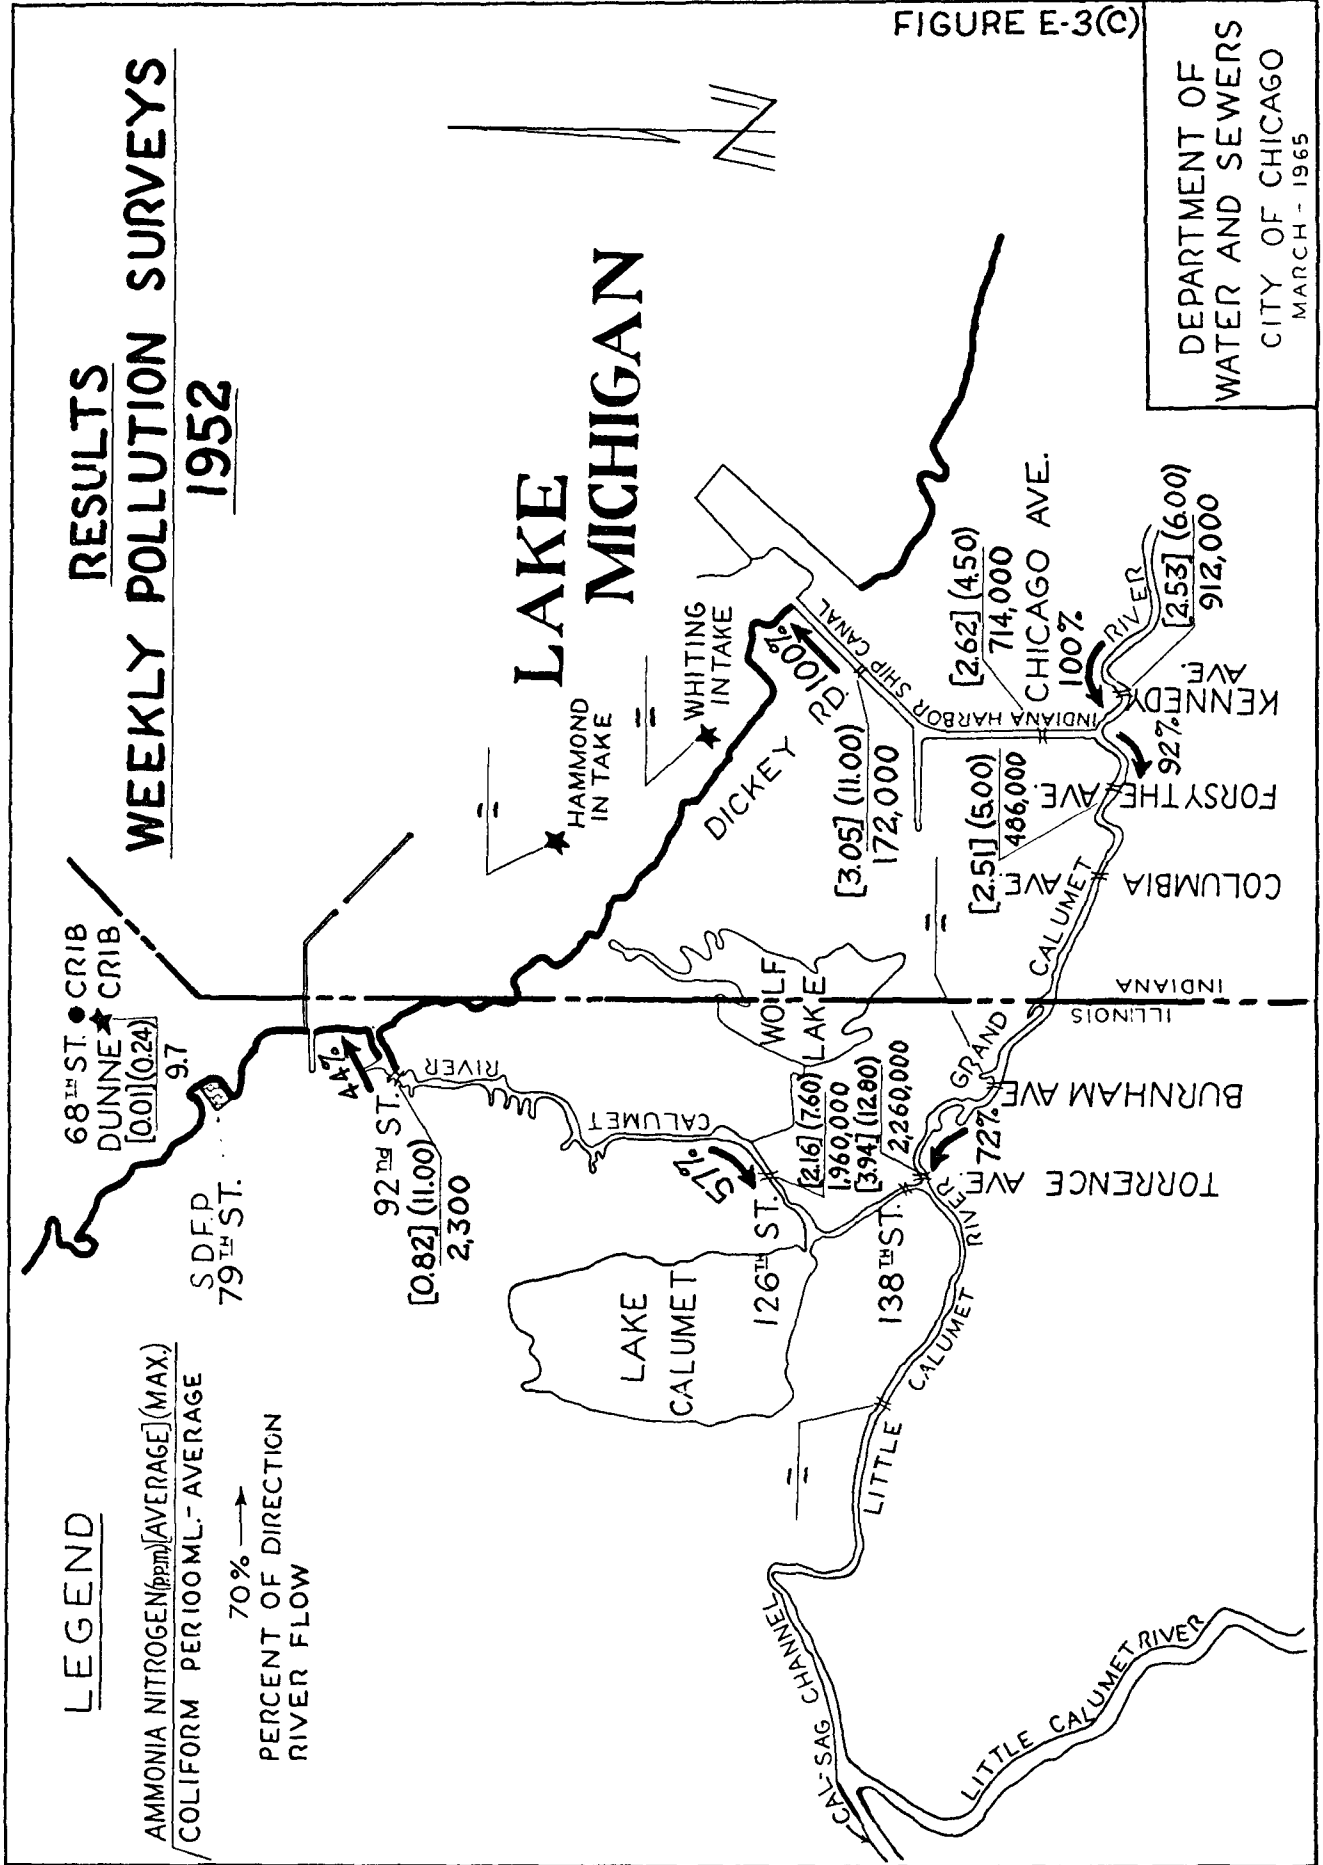 FIGURE E-3(C)
RESULTS
WEEKLY POLLUTION SURVEYS
1952
LEGEND
AMMONIA NITROGEN(ppm)[AVERAGE](MAX.)
COLIFORM PER 100 ML.-AVERAGE
70%
PERCENT OF DIRECTION
RIVER FLOW
68TH ST. CRIB
DUNNE CRIB
[0.01](0.24)
9.7
S.D.F.P.
79TH ST.
44%
92nd ST.
[0.82] (11.00)
2,300
LAKE
MICHIGAN
HAMMOND
INTAKE
"
WHITING
INTAKE
"
RIVER
CALUMET
WOLF
LAKE
LAKE
CALUMET
57%
126TH ST.
[2.16] (7.60)
1,960,000
[3.94] (12.80)
2,260,000
138TH ST.
72%
DICKEY RD.
100%
INDIANA HARBOR SHIP CANAL
[3.05] (11.00)
172,000
[2.62] (4.50)
714,000
CHICAGO AVE.
100%
[2.51] (5.00)
486,000
92%
RIVER
[2.53] (6.00)
912,000
KENNEDY AVE.
FORSYTHE AVE.
COLUMBIA AVE.
"
GRAND CALUMET
INDIANA
ILLINOIS
BURNHAM AVE
TORRENCE AVE.
RIVER
"
LITTLE CALUMET
CAL-SAG CHANNEL
LITTLE CALUMET RIVER
DEPARTMENT OF
WATER AND SEWERS
CITY OF CHICAGO
MARCH - 1965